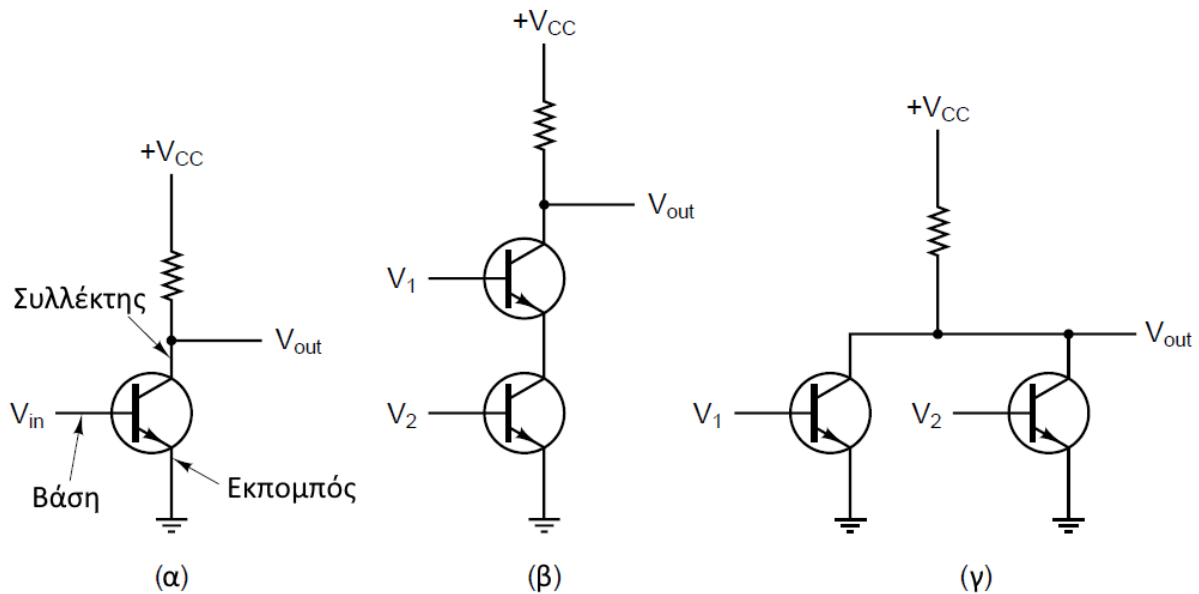 +VCC
Συλλέκτης
Vout
Vin
Βάση
Εκπομπός
(α)
+VCC
Vout
V1
V2
(β)
+VCC
Vout
V1
V2
(γ)